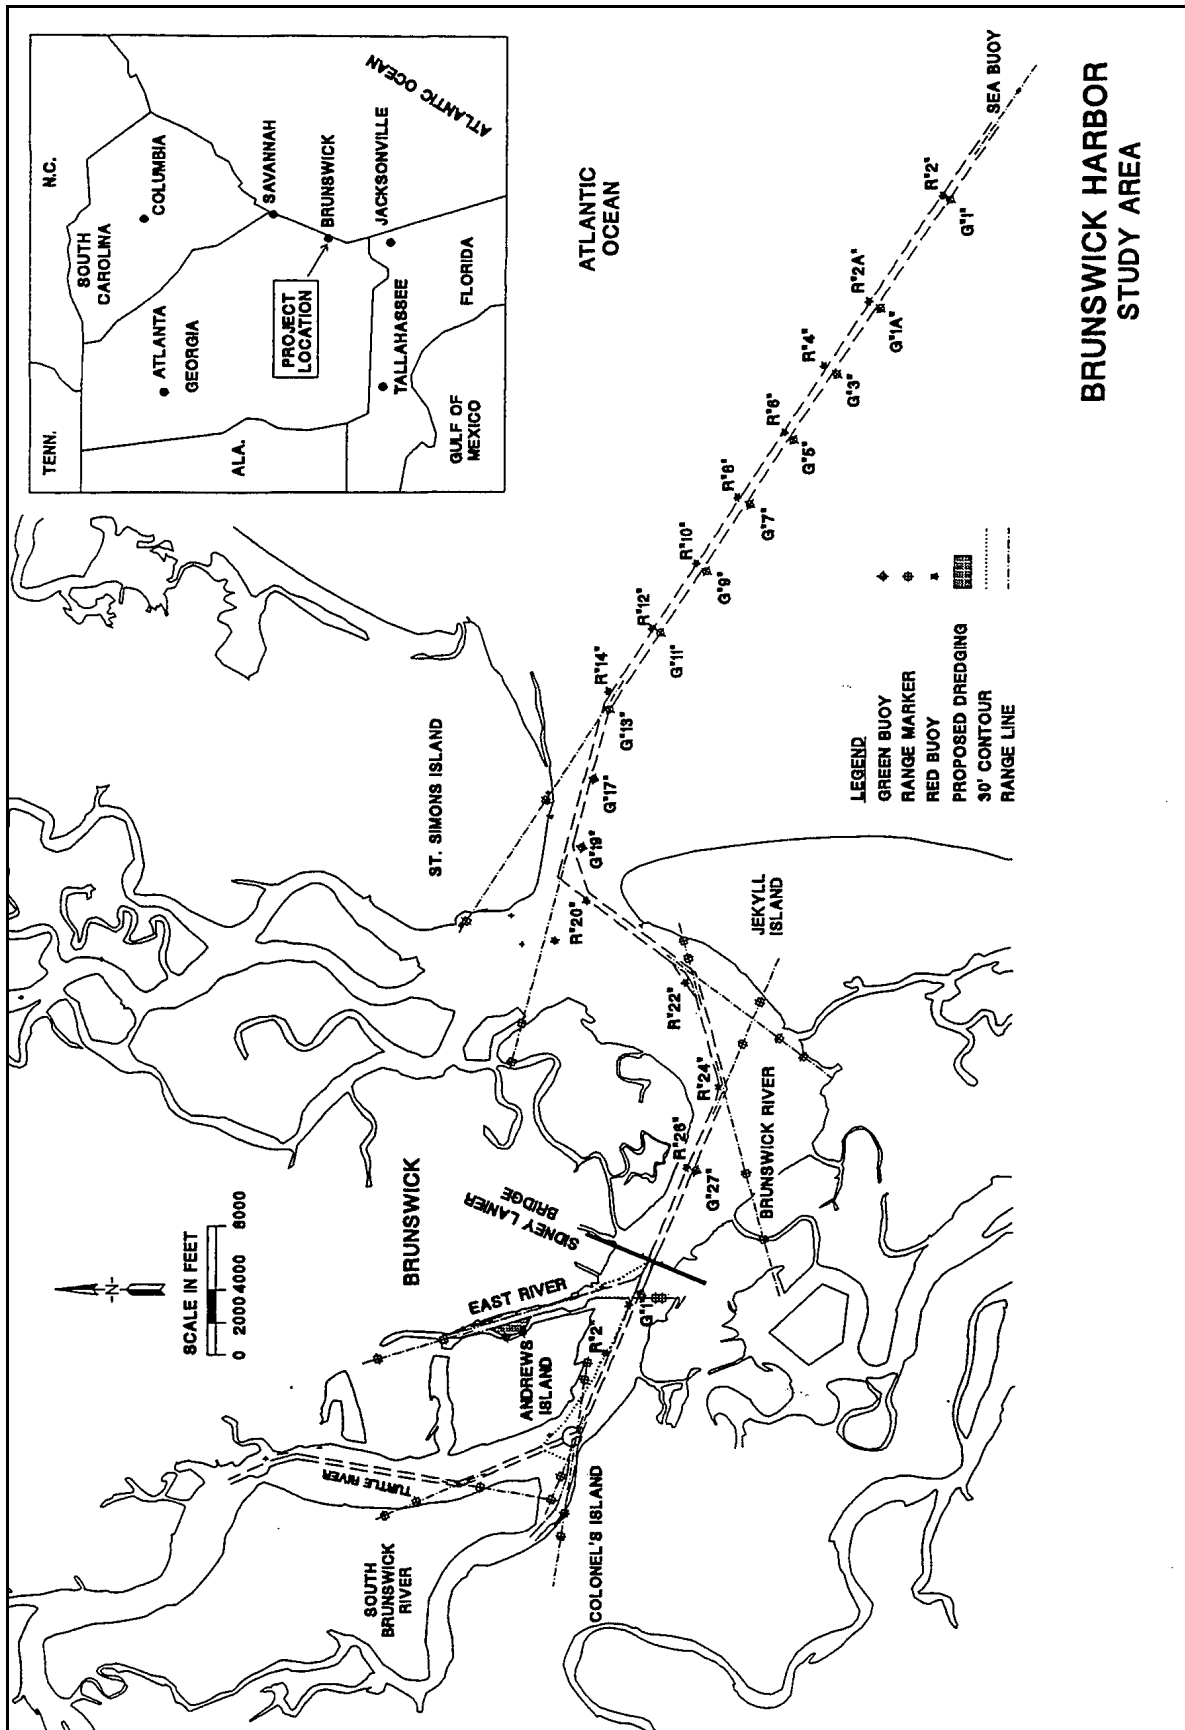 TENN.
N.C.
SOUTH
CAROLINA
COLUMBIA
ATLANTA
GEORGIA
ALA.
SAVANNAH
PROJECT
LOCATION
BRUNSWICK
JACKSONVILLE
TALLAHASSEE
FLORIDA
GULF OF
MEXICO
ATLANTIC OCEAN
-N-
SCALE IN FEET
0 2000 4000 8000
BRUNSWICK
ST. SIMONS ISLAND
ATLANTIC
OCEAN
TURTLE RIVER
SOUTH
BRUNSWICK
RIVER
ANDREWS
ISLAND
EAST RIVER
SIDNEY LANIER
BRIDGE
COLONEL'S ISLAND
R"2"
G"1"
R"26"
G"27"
R"24"
R"22"
R"20"
G"19"
G"17"
BRUNSWICK RIVER
JEKYLL
ISLAND
R"14"
G"13"
R"12"
G"11"
R"10"
G"9"
R"8"
G"7"
R"6"
G"5"
R"4"
G"3"
R"2A"
G"1A"
R"2"
G"1"
SEA BUOY
LEGEND
GREEN BUOY
RANGE MARKER
RED BUOY
PROPOSED DREDGING
30' CONTOUR
RANGE LINE
BRUNSWICK HARBOR
STUDY AREA